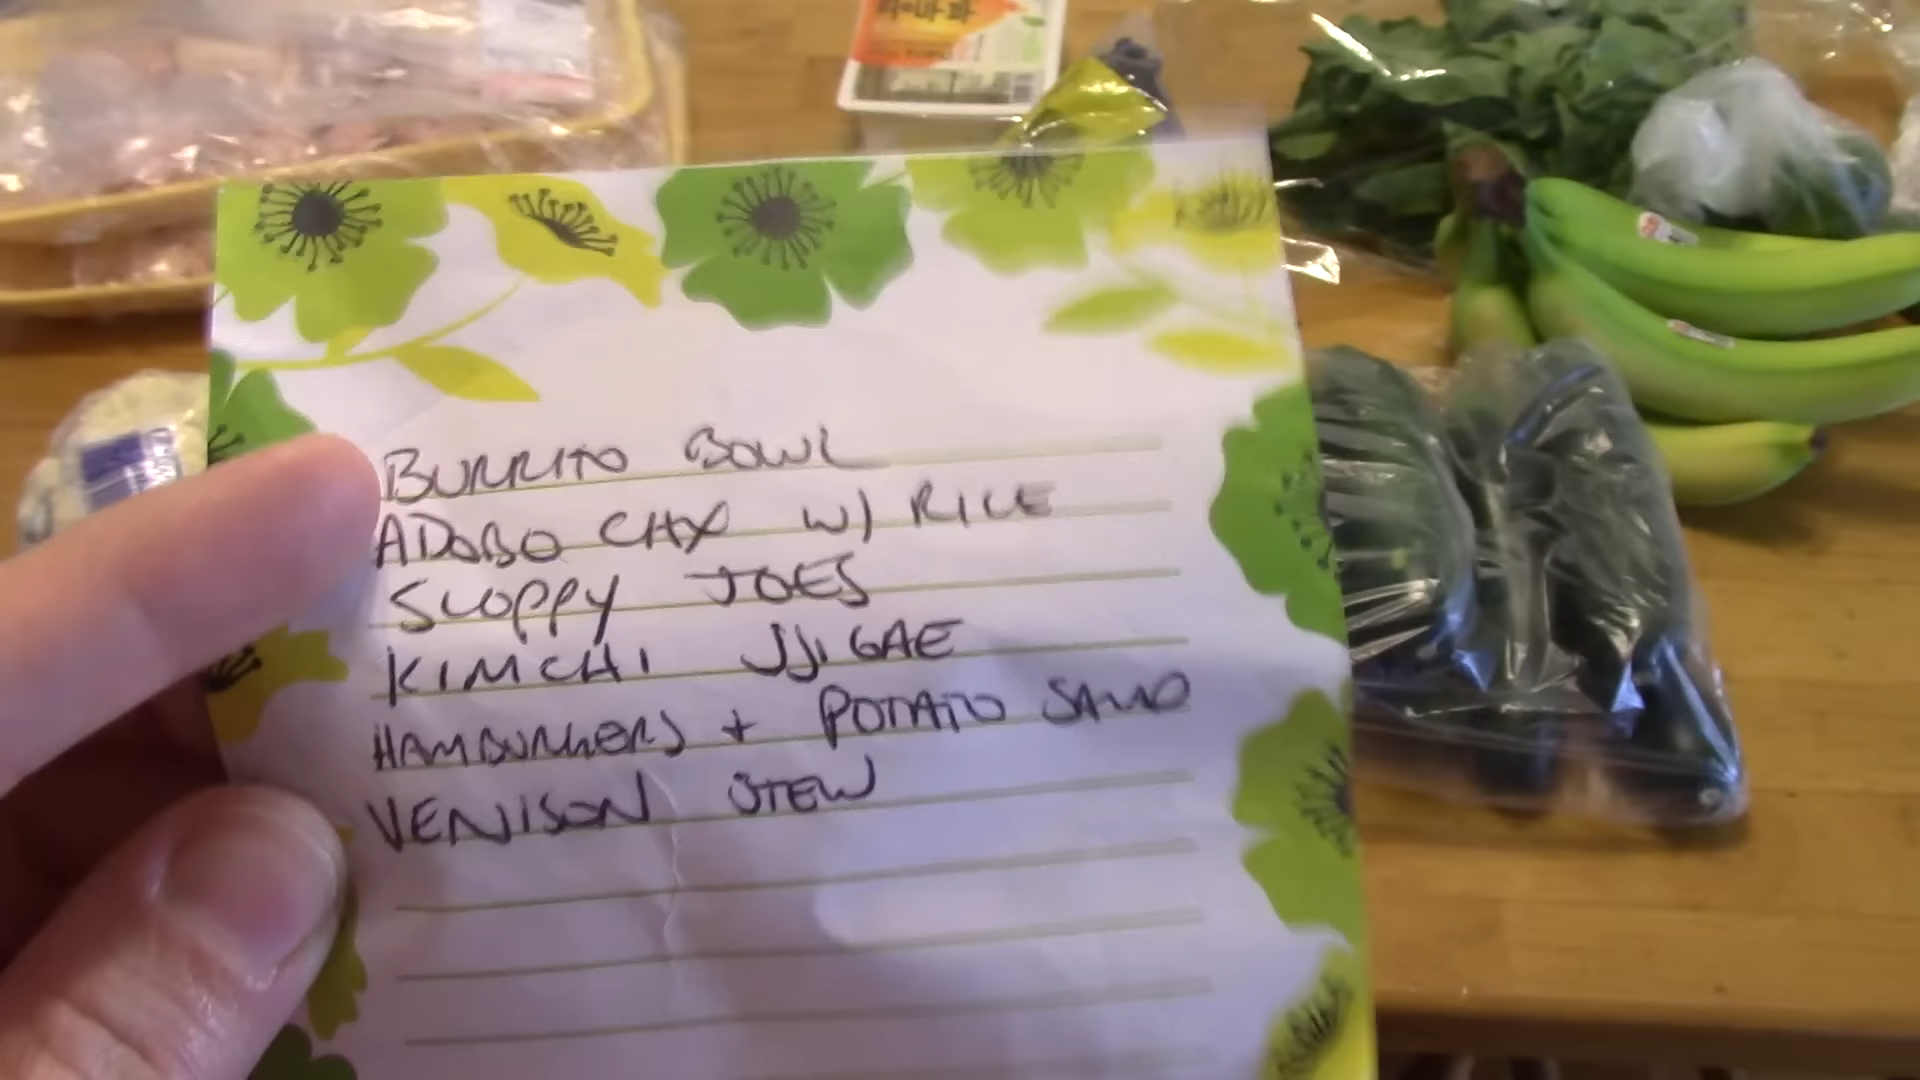 BURRITO BOWL
ADOBO CHX W/ RICE
SLOPPY JOES
KIMCHI JJIGAE
HAMBURGERS + POTATO SALAD
VENISON STEW